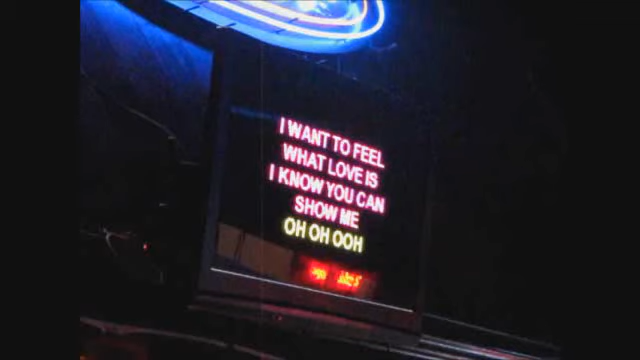 I WANT TO FEEL
WHAT LOVE IS
I KNOW YOU CAN
SHOW ME
OH OH OOH